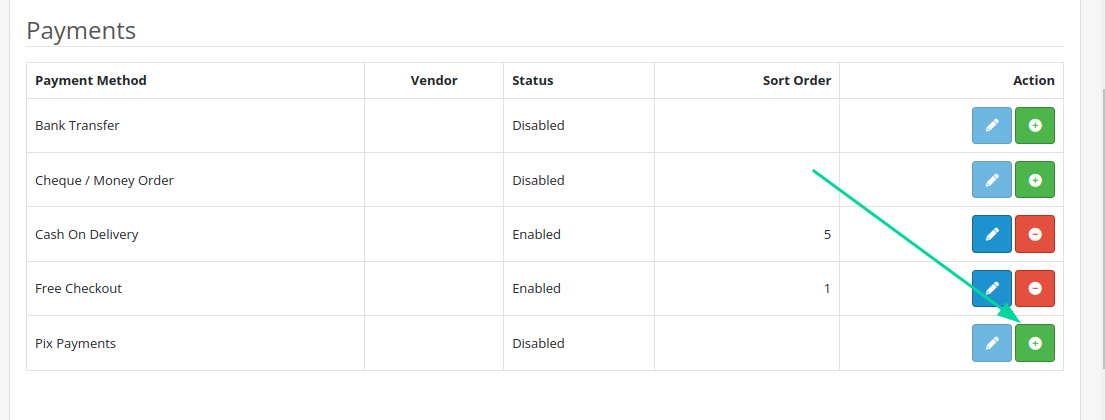 Payments
Payment Method Vendor Status Sort Order Action
Bank Transfer Disabled
Cheque / Money Order Disabled
Cash On Delivery Enabled 5
Free Checkout Enabled 1
Pix Payments Disabled